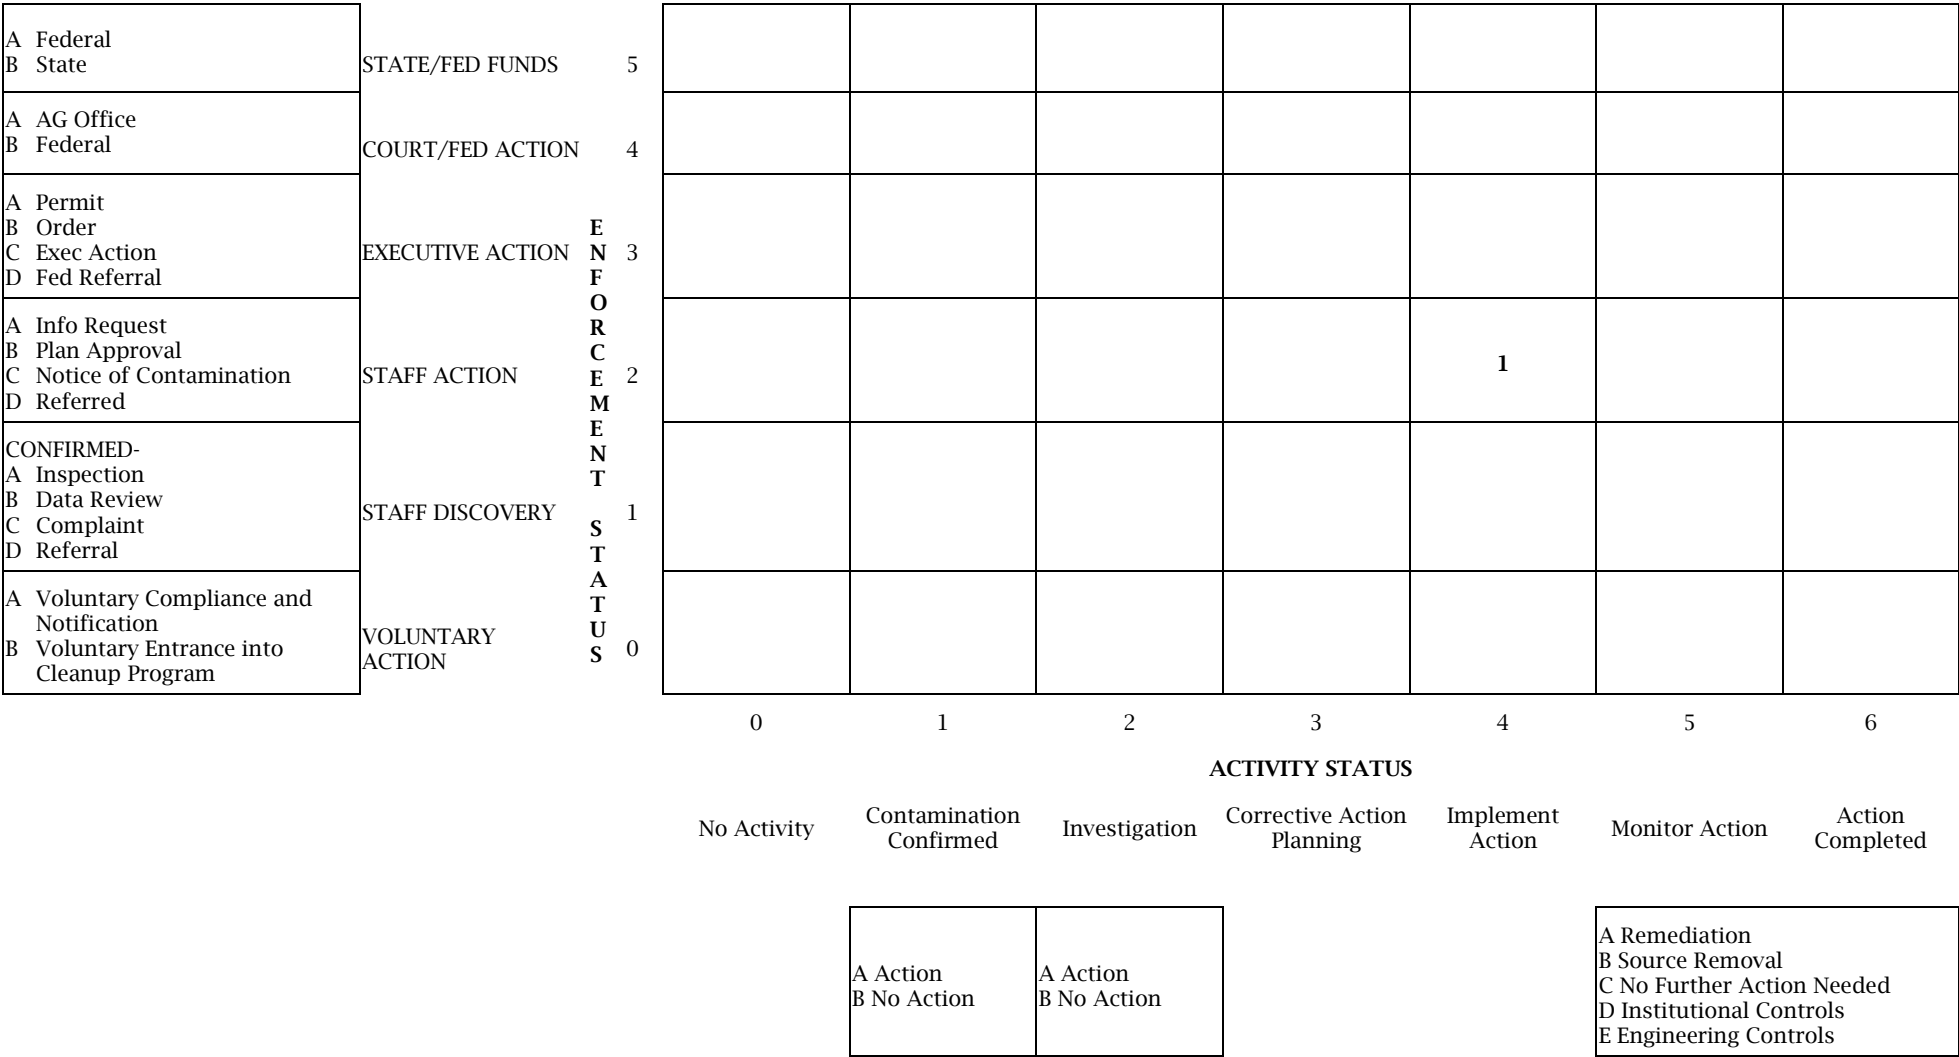 A Federal
B State
STATE/FED FUNDS 5
A AG Office
B Federal
COURT/FED ACTION 4
A Permit
B Order
C Exec Action
D Fed Referral
EXECUTIVE ACTION 3
A Info Request
B Plan Approval
C Notice of Contamination
D Referred
STAFF ACTION 2
1
CONFIRMED-
A Inspection
B Data Review
C Complaint
D Referral
STAFF DISCOVERY 1
A Voluntary Compliance and
Notification
B Voluntary Entrance into
Cleanup Program
VOLUNTARY
ACTION
0
ENFORCEMENT STATUS
0 1 2 3 4 5 6
ACTIVITY STATUS
No Activity
Contamination
Confirmed
Investigation
Corrective Action
Planning
Implement
Action
Monitor Action
Action
Completed
A Action
B No Action
A Action
B No Action
A Remediation
B Source Removal
C No Further Action Needed
D Institutional Controls
E Engineering Controls